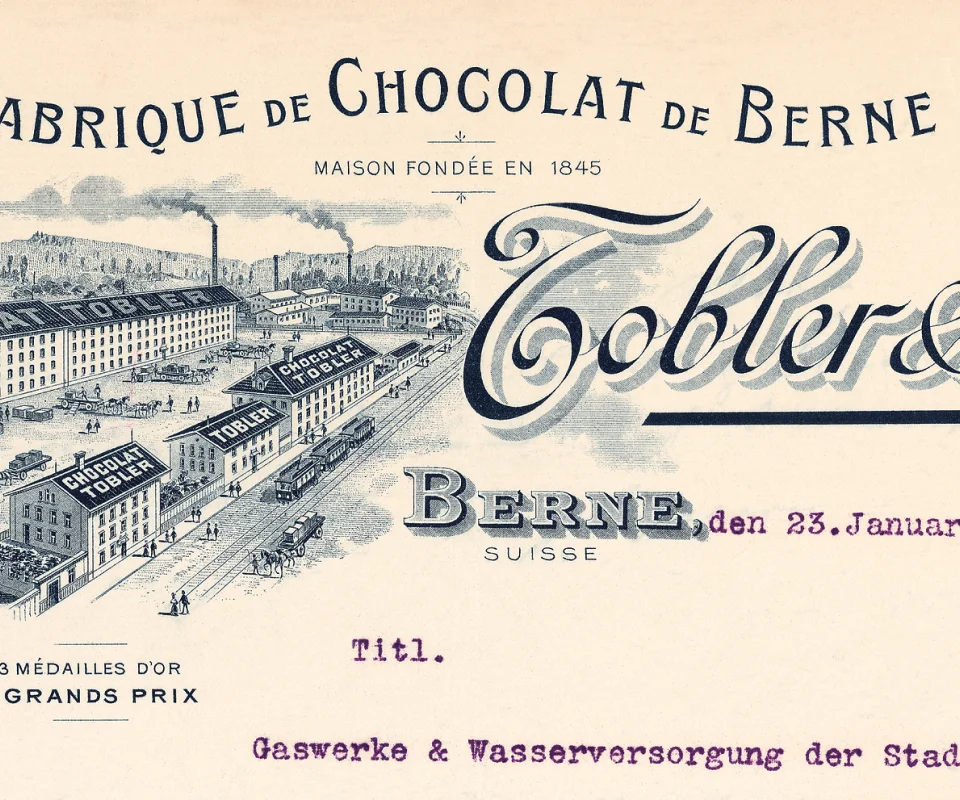 ABRIQUE DE CHOCOLAT DE BERNE
MAISON FONDÉE EN 1845
Tobler &
AT TOBLER
CHOCOLAT
TOBLER
TOBLER
CHOCOLAT
TOBLER
BERNE, den 23.Januar
SUISSE
Titl.
3 MÉDAILLES D'OR
GRANDS PRIX
Gaswerke & Wasserversorgung der Stad